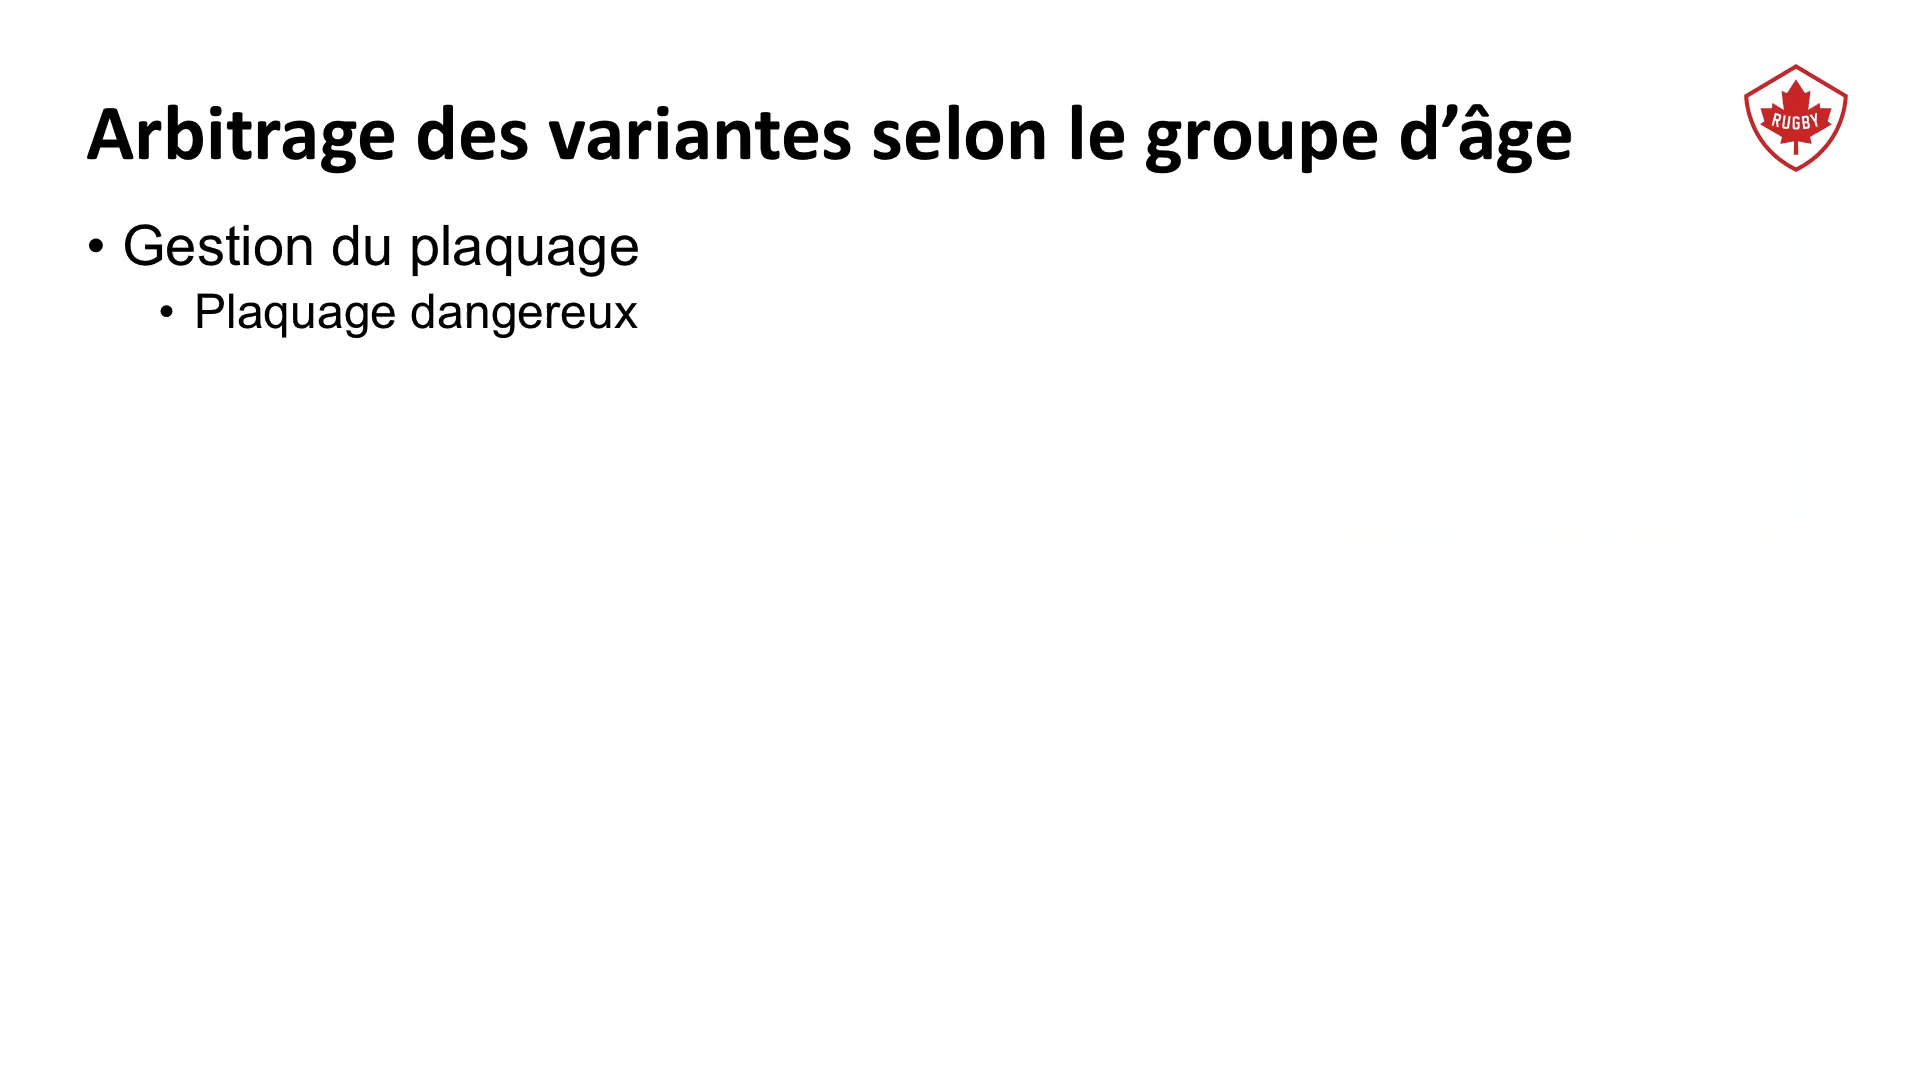 Arbitrage des variantes selon le groupe d’âge
RUGBY
• Gestion du plaquage
• Plaquage dangereux